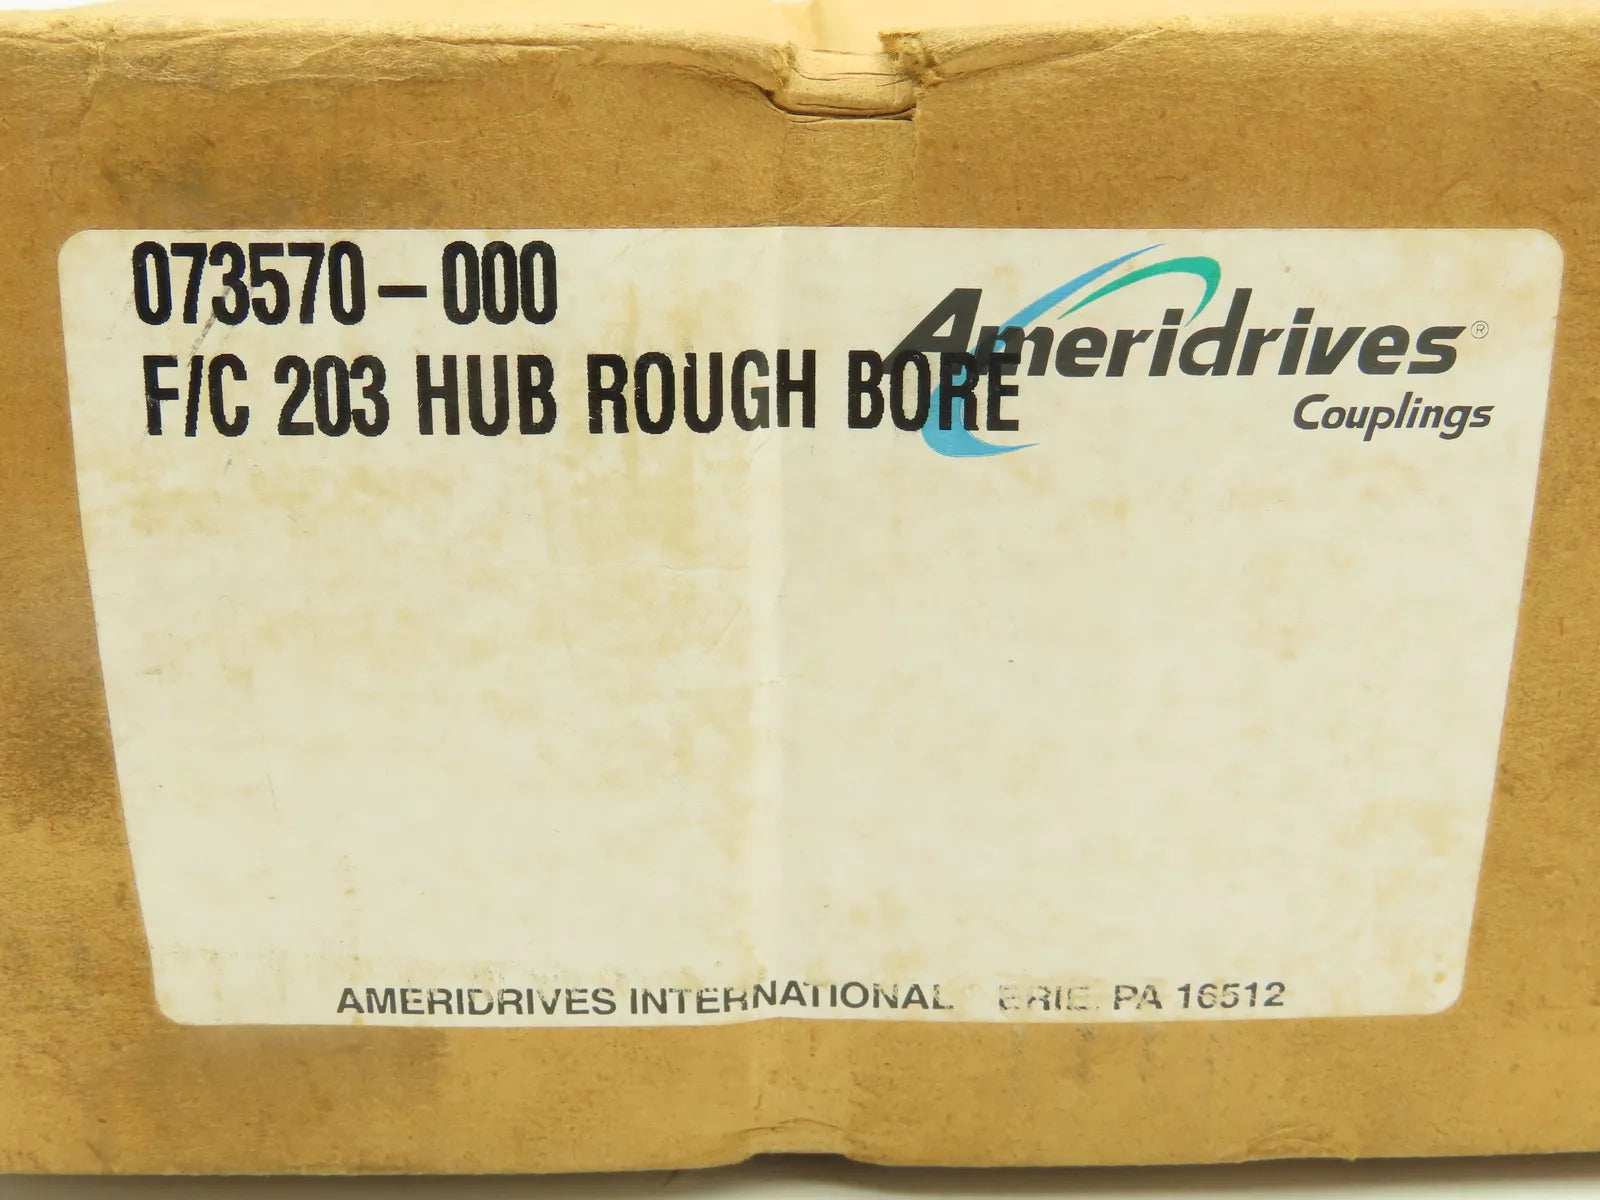 073570-000
Ameridrives®
F/C 203 HUB ROUGH BORE
Couplings
AMERIDRIVES INTERNATIONAL ERIE, PA 16512